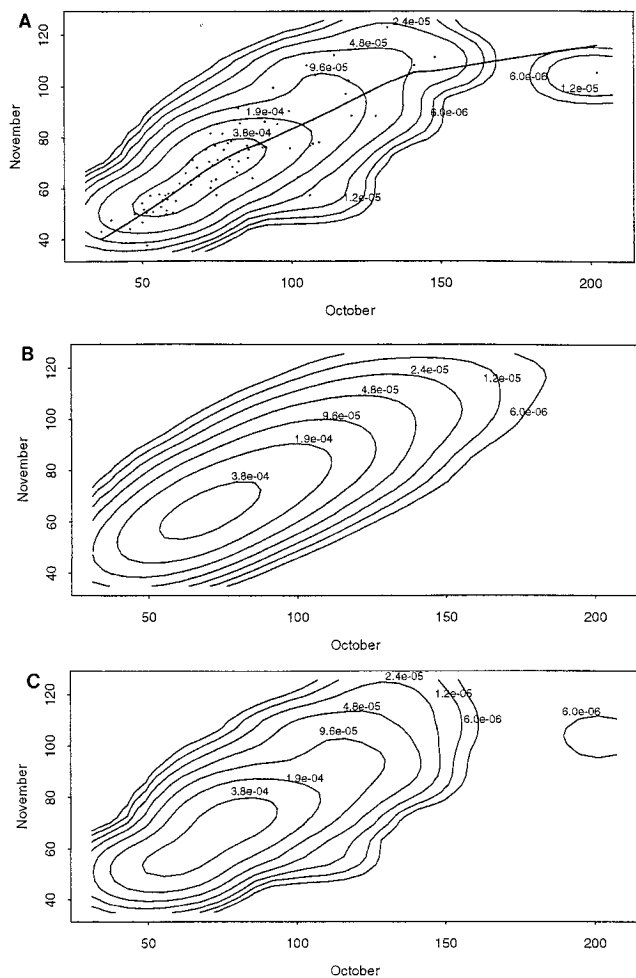 A
120
100
80
60
40
November
2.4e-05
4.8e-05
9.6e-05
1.9e-04
3.8e-04
6.0e-06
1.2e-05
6.0e-06
1.2e-05
50
100
150
200
October
B
120
100
80
60
40
November
2.4e-05
1.2e-05
4.8e-05
6.0e-06
9.6e-05
1.9e-04
3.8e-04
50
100
150
200
October
C
120
100
80
60
40
November
2.4e-05
1.2e-05
4.8e-05
6.0e-06
6.0e-06
9.6e-05
1.9e-04
3.8e-04
50
100
150
200
October